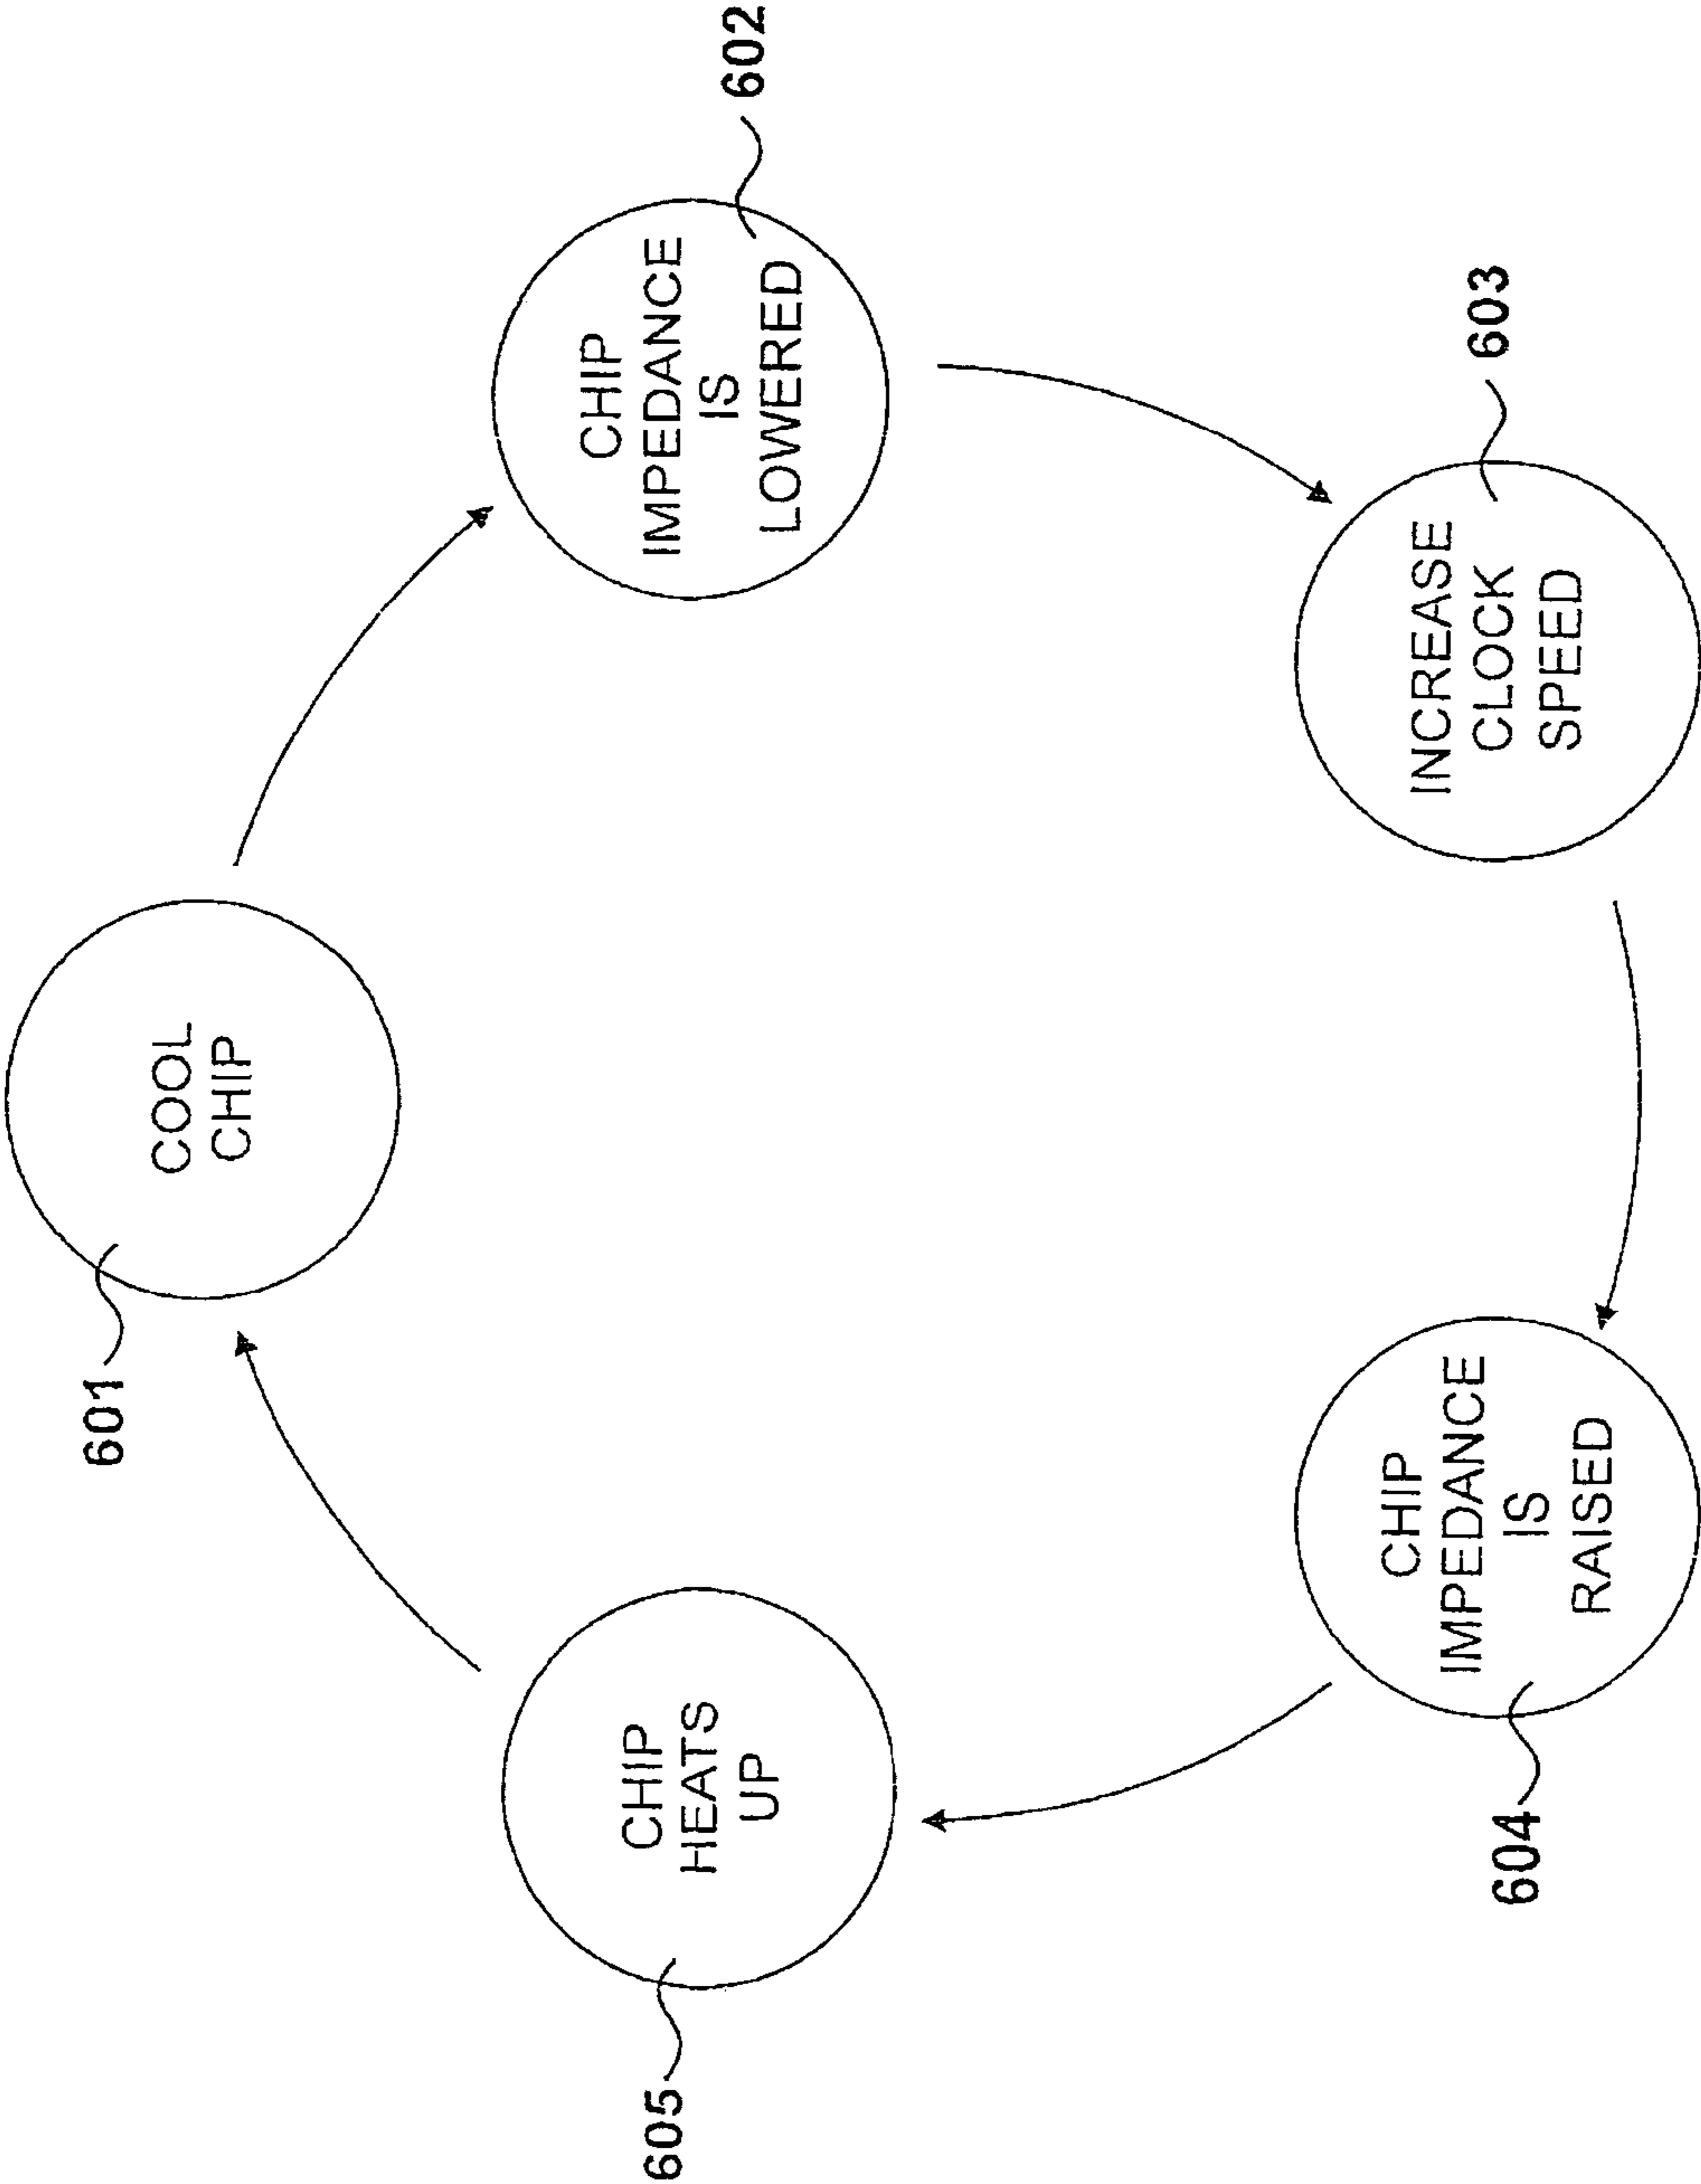 601
COOL
CHIP
602
CHIP
IMPEDANCE
IS
LOWERED
603
INCREASE
CLOCK
SPEED
604
CHIP
IMPEDANCE
IS
RAISED
605
CHIP
HEATS
UP